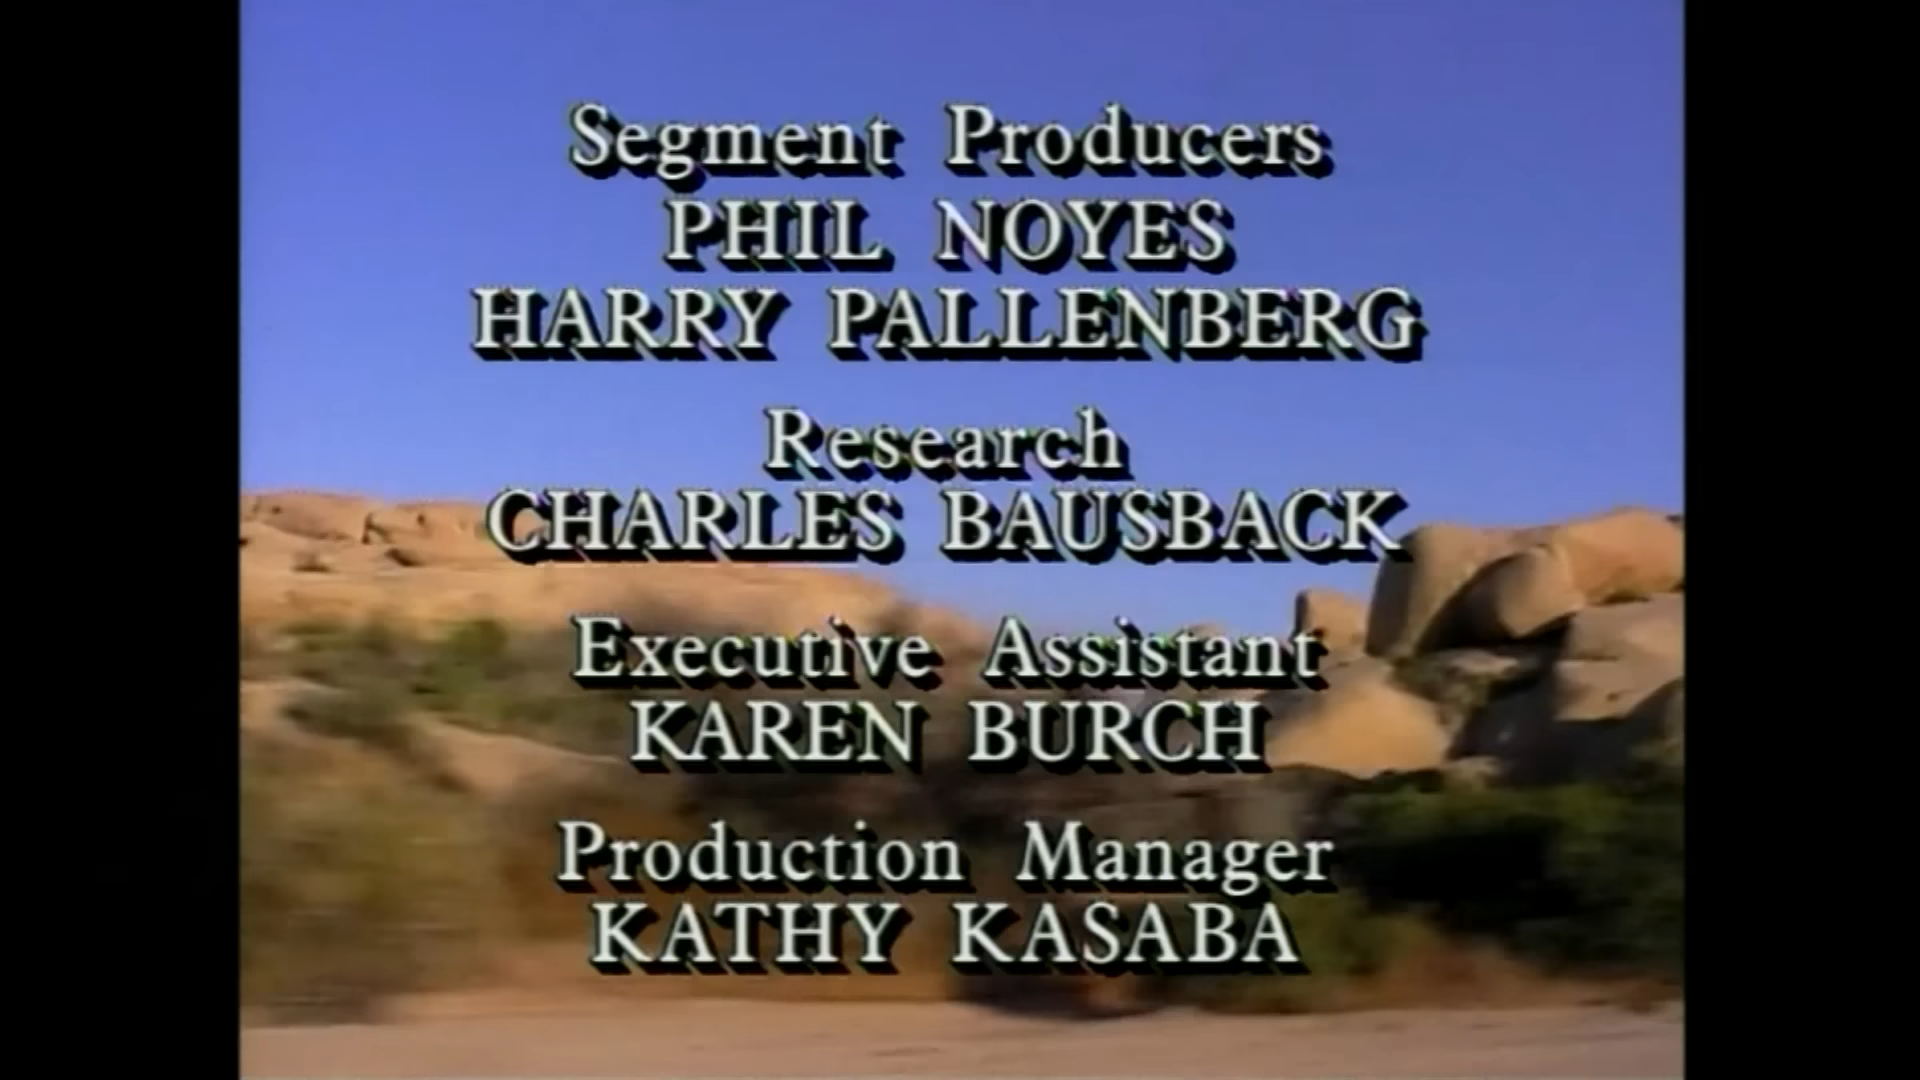 Segment Producers
PHIL NOYES
HARRY PALLENBERG
Research
CHARLES BAUSBACK
Executive Assistant
KAREN BURCH
Production Manager
KATHY KASABA